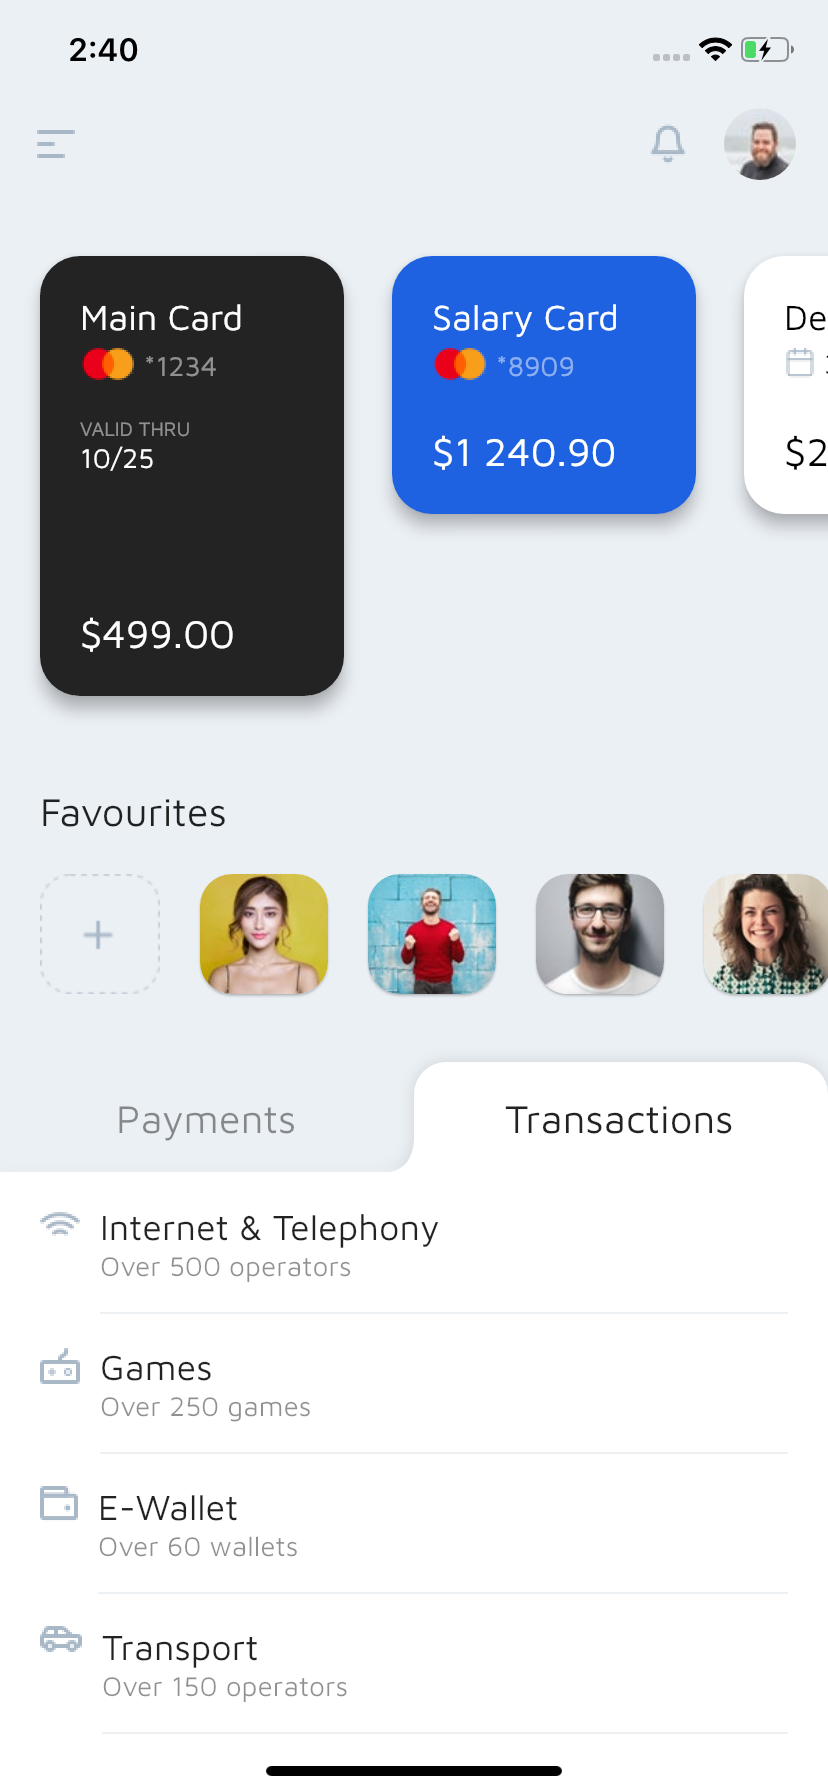 2:40
Main Card
*1234
VALID THRU
10/25
$499.00
Salary Card
*8909
$1 240.90
De
$2
Favourites
Payments
Transactions
Internet & Telephony
Over 500 operators
Games
Over 250 games
E-Wallet
Over 60 wallets
Transport
Over 150 operators